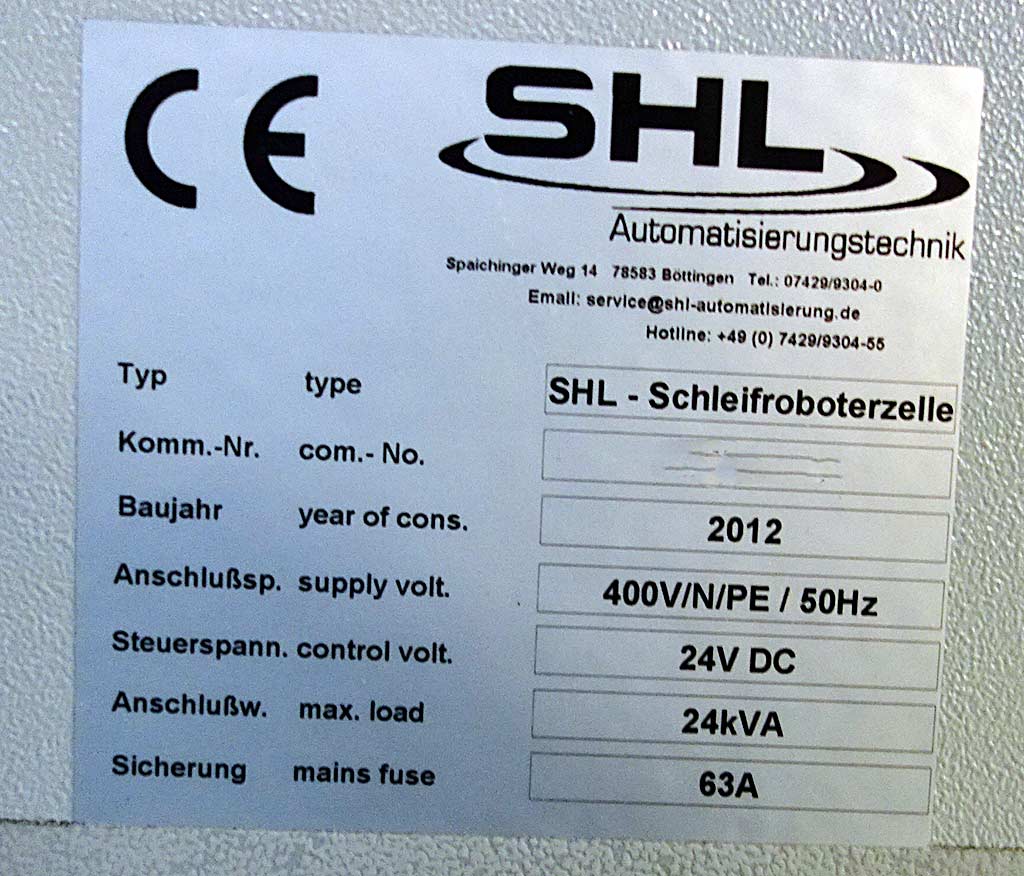 CE
SHL
Automatisierungstechnik
Spaichinger Weg 14 78583 Böttingen Tel.: 07429/9304-0
Email: service@shl-automatisierung.de
Hotline: +49 (0) 7429/9304-55
Typ type SHL - Schleifroboterzelle
Komm.-Nr. com.- No.
Baujahr year of cons. 2012
Anschlußsp. supply volt. 400V/N/PE / 50Hz
Steuerspann. control volt. 24V DC
Anschlußw. max. load 24kVA
Sicherung mains fuse 63A